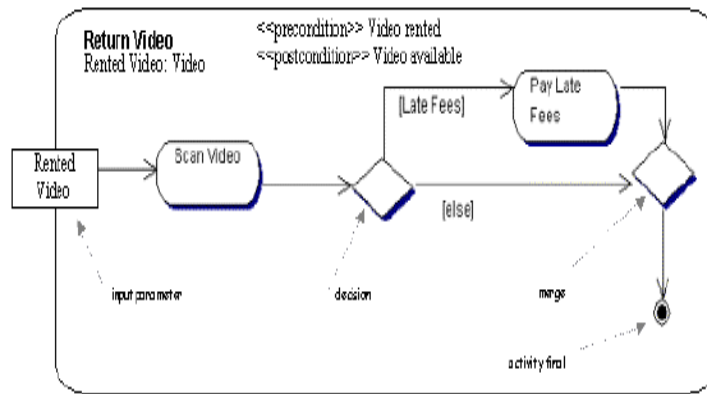 Return Video
Rented Video: Video
<<precondition>> Video rented
<<postcondition>> Video available
Pay Late
Fees
[Late Fees]
Scan Video
Rented
Video
[else]
input parameter
decision
merge
activity final